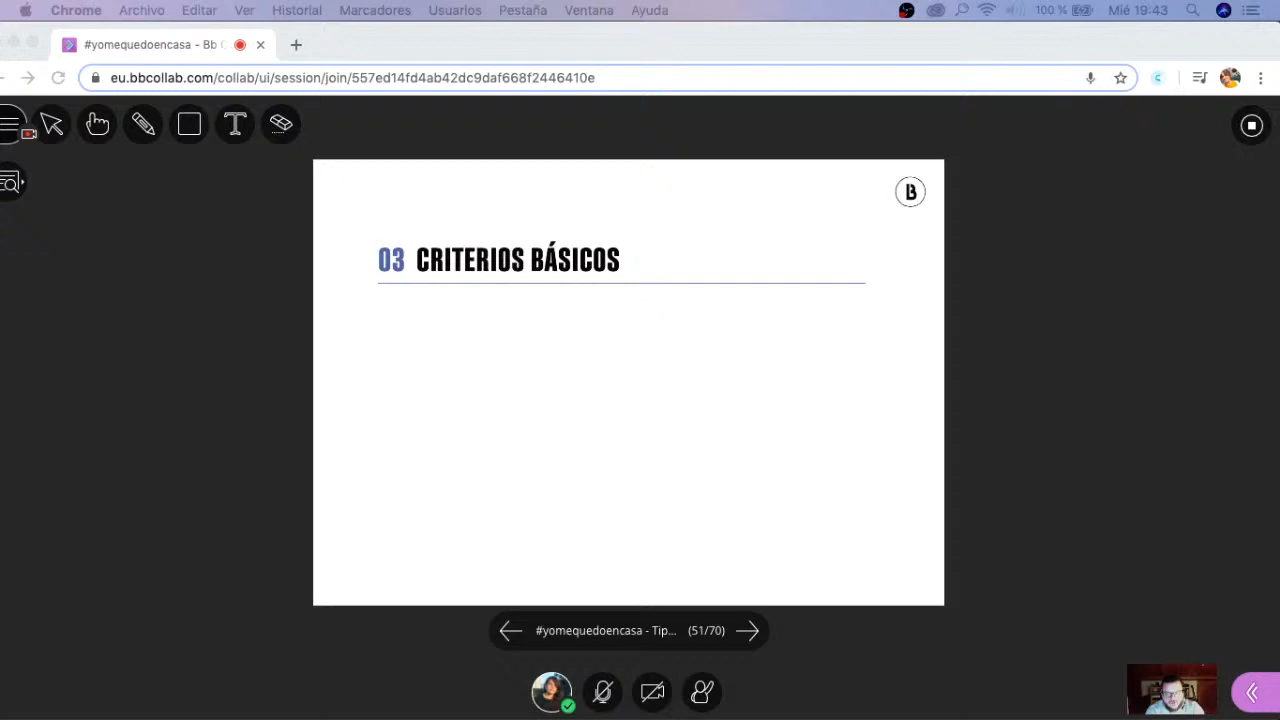 Chrome Archivo Editar Ver Historial Marcadores Usuarios Pestaña Ventana Ayuda 100 % Mié 19:43
#yomequedoencasa - Bb
eu.bbcollab.com/collab/ui/session/join/557ed14fd4ab42dc9daf668f2446410e
B
03 CRITERIOS BÁSICOS
#yomequedoencasa - Tip... (51/70)